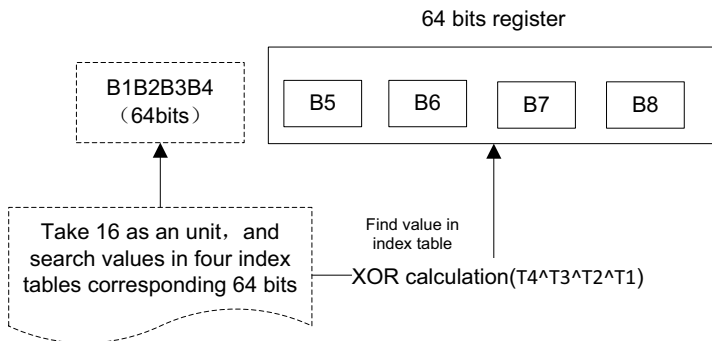 64 bits register
B1B2B3B4
（64bits）
B5
B6
B7
B8
Take 16 as an unit，and
search values in four index
tables corresponding 64 bits
Find value in
index table
XOR calculation(T4^T3^T2^T1)